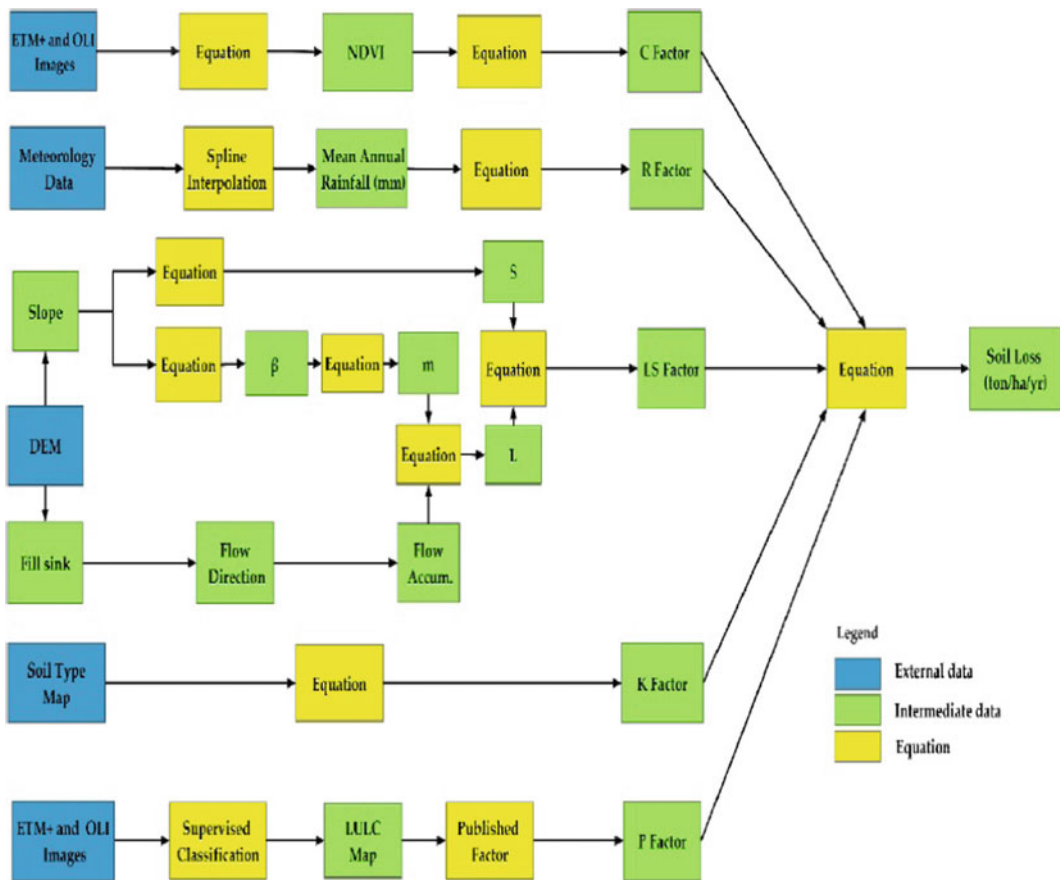 ETM+ and OLI
Images
Equation
NDVI
Equation
C Factor
Meteorology
Data
Spline
Interpolation
Mean Annual
Rainfall (mm)
Equation
R Factor
Slope
Equation
S
Equation
β
Equation
m
Equation
LS Factor
Equation
Soil Loss
(ton/ha/yr)
DEM
Equation
L
Fill sink
Flow
Direction
Flow
Accum.
Legend
External data
Intermediate data
Equation
Soil Type
Map
Equation
K Factor
ETM+ and OLI
Images
Supervised
Classification
LULC
Map
Published
Factor
P Factor